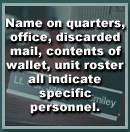 Name on quarters,
office, discarded
mail, contents of
wallet, unit roster
all indicate
specific
personnel.